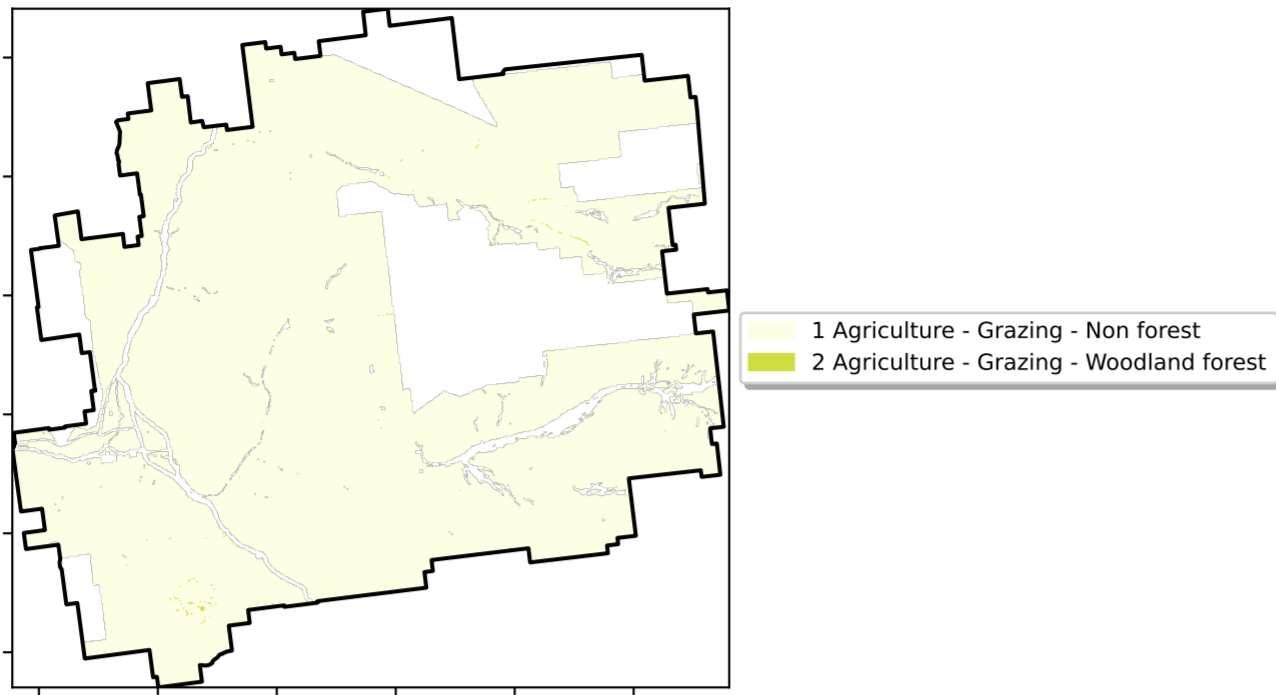 1 Agriculture - Grazing - Non forest
2 Agriculture - Grazing - Woodland forest